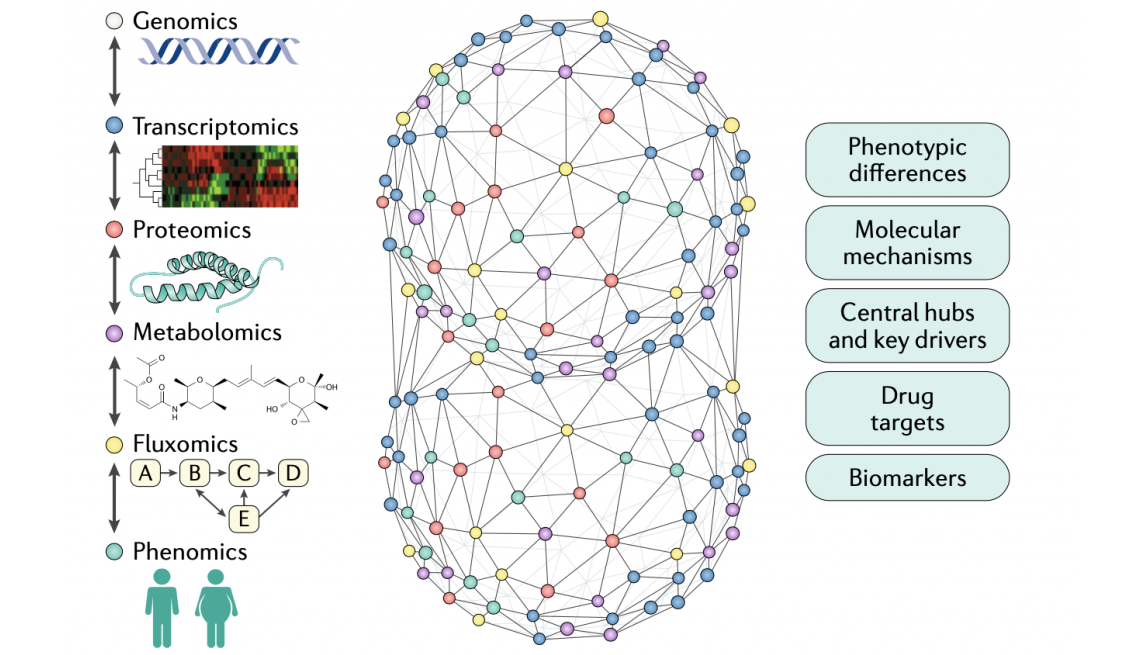 Genomics
Transcriptomics
Proteomics
Metabolomics
O
O
O
N
H
O
HO
O
OH
O
Fluxomics
A B C D
E
Phenomics
Phenotypic
differences
Molecular
mechanisms
Central hubs
and key drivers
Drug
targets
Biomarkers